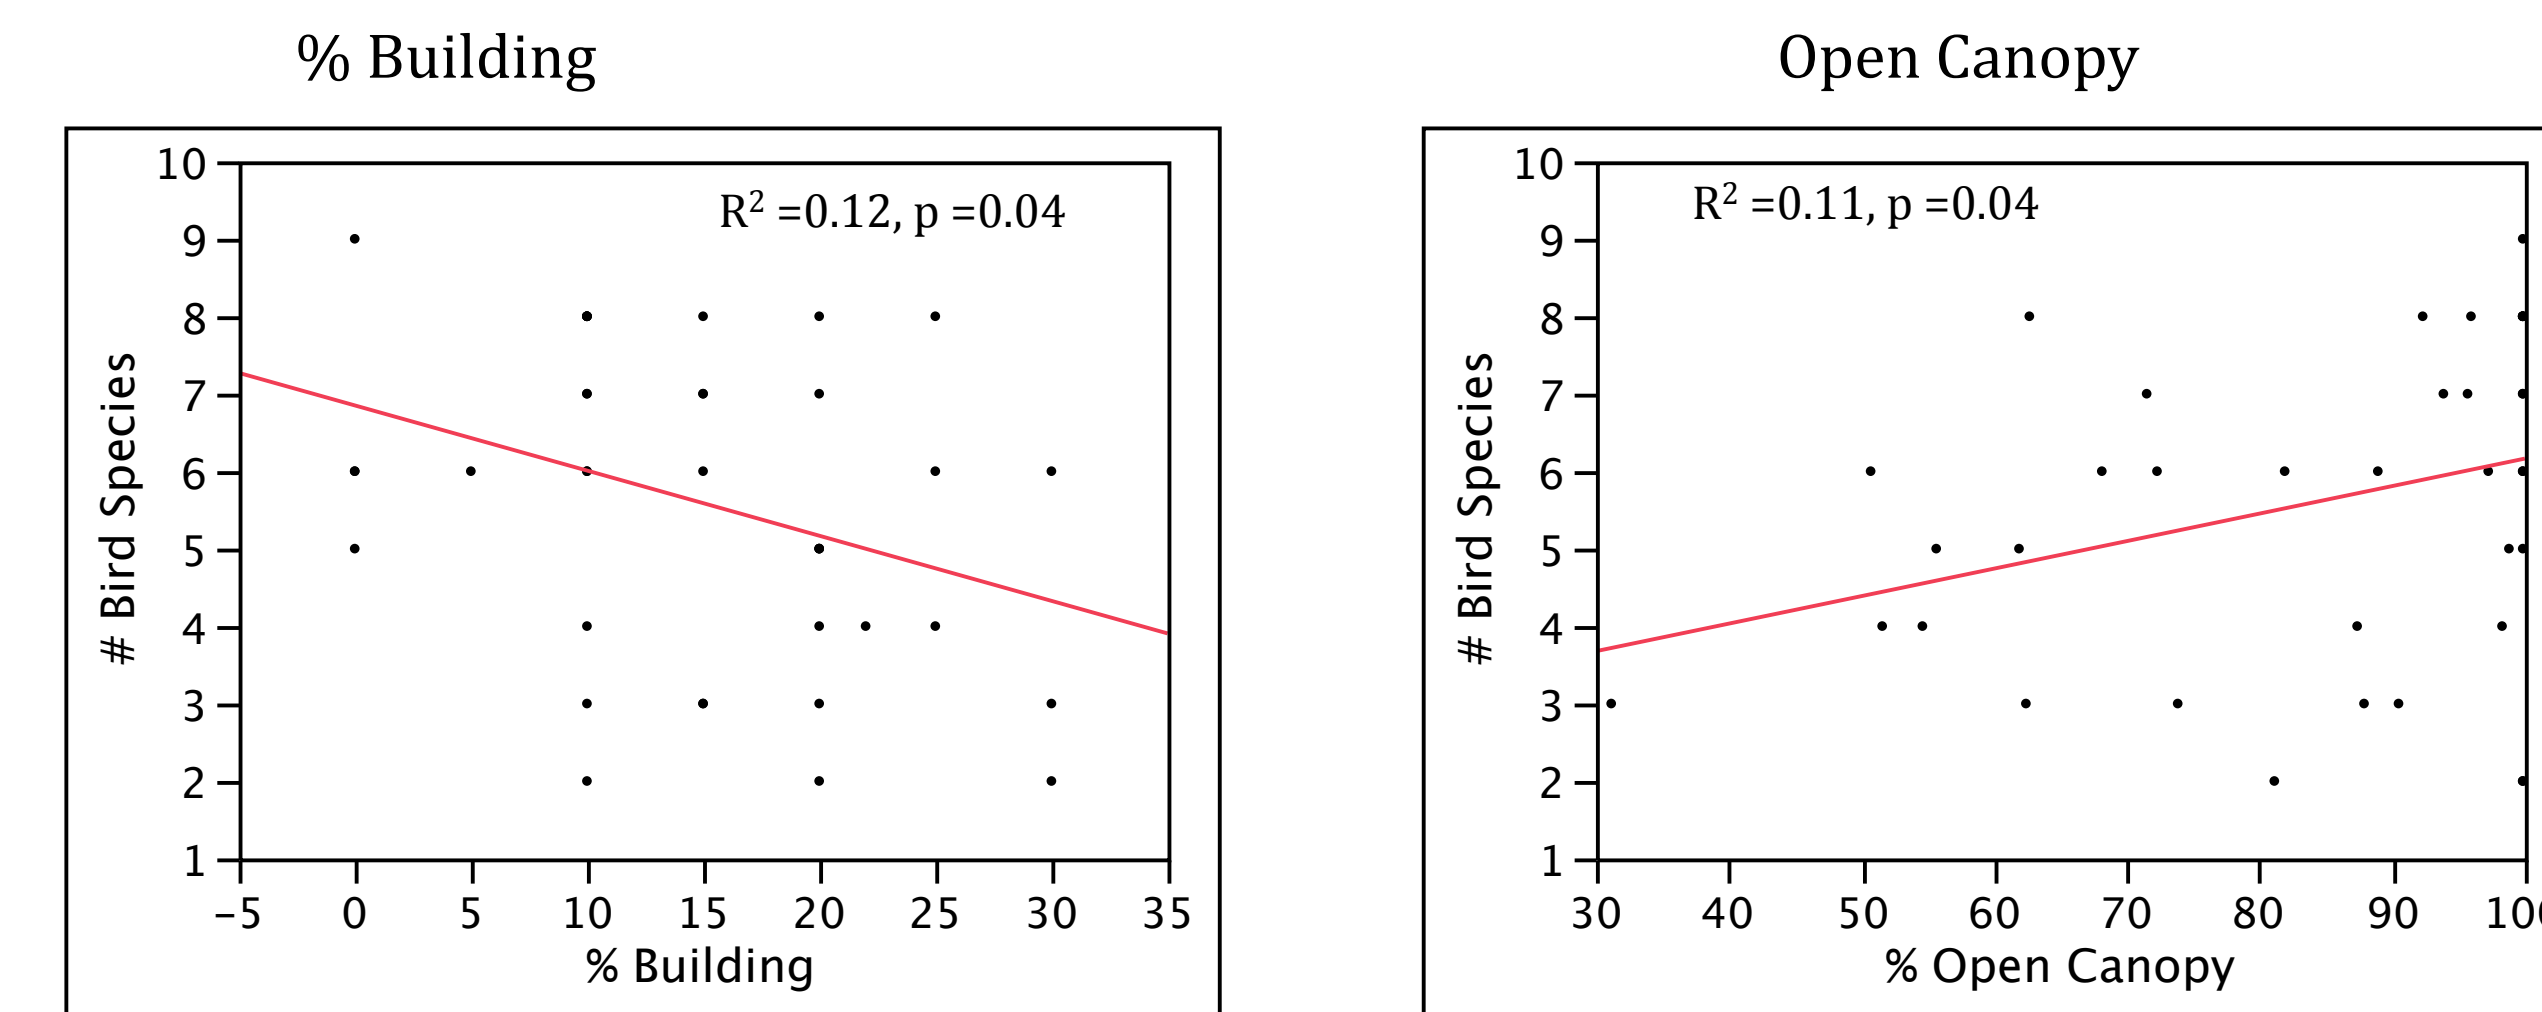 % Building
Open Canopy
10
9
8
7
6
5
4
3
2
1
# Bird Species
R² =0.12, p =0.04
−5 0 5 10 15 20 25 30 35
% Building
10
9
8
7
6
5
4
3
2
1
# Bird Species
R² =0.11, p =0.04
30 40 50 60 70 80 90
% Open Canopy